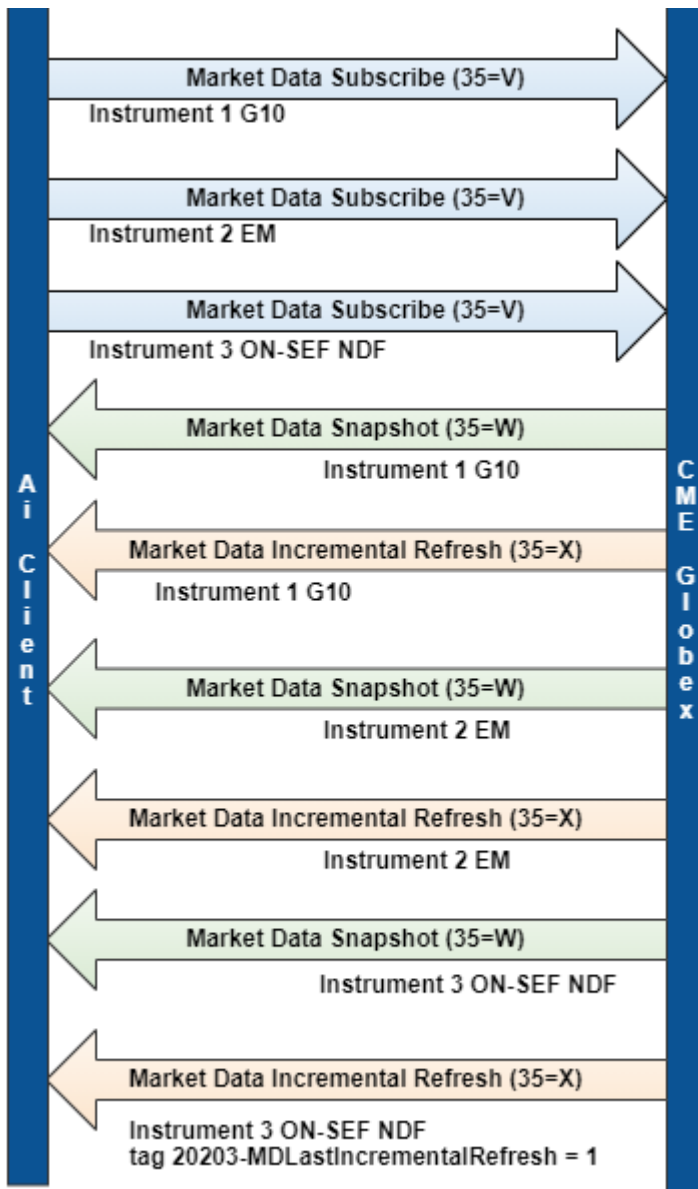 Market Data Subscribe (35=V)
Instrument 1 G10
Market Data Subscribe (35=V)
Instrument 2 EM
Market Data Subscribe (35=V)
Instrument 3 ON-SEF NDF
Market Data Snapshot (35=W)
Instrument 1 G10
Market Data Incremental Refresh (35=X)
Instrument 1 G10
Market Data Snapshot (35=W)
Instrument 2 EM
Market Data Incremental Refresh (35=X)
Instrument 2 EM
Market Data Snapshot (35=W)
Instrument 3 ON-SEF NDF
Market Data Incremental Refresh (35=X)
Instrument 3 ON-SEF NDF
tag 20203-MDLastIncrementalRefresh = 1
Ai Client
CME Globex